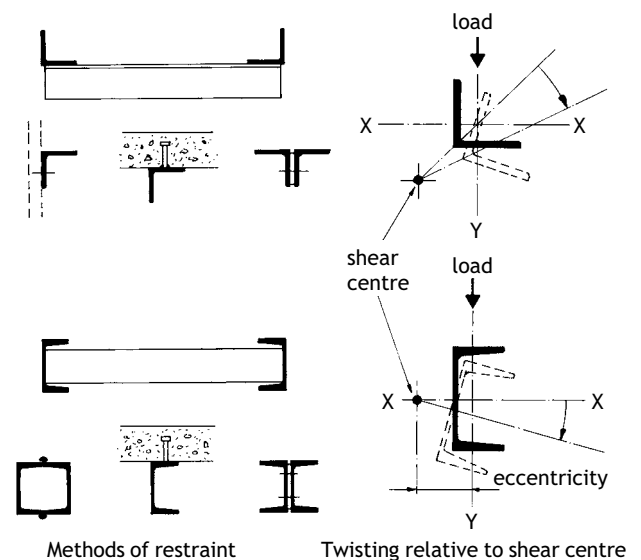 load
X
X
Y
shear
centre
load
X
X
eccentricity
Y
Methods of restraint
Twisting relative to shear centre